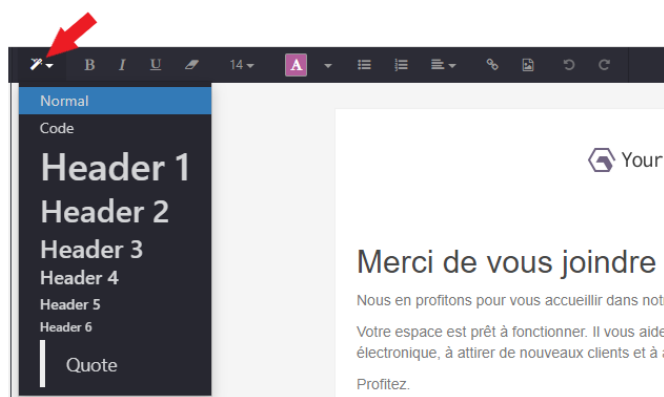 B I U 14 A
Normal
Code
Header 1
Header 2
Header 3
Header 4
Header 5
Header 6
Quote
Your
Merci de vous joindre
Nous en profitons pour vous accueillir dans
Votre espace est prêt à fonctionner. Il vous
électronique, à attirer de nouveaux clients et à
Profitez.